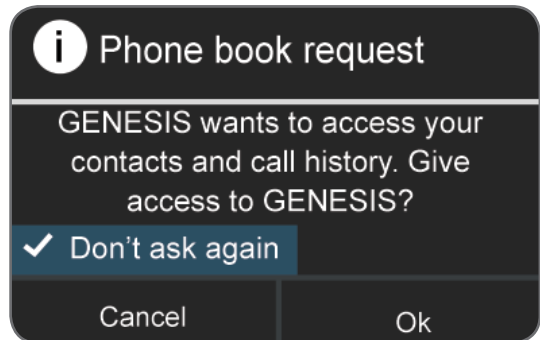 i Phone book request
GENESIS wants to access your
contacts and call history. Give
access to GENESIS?
Don't ask again
Cancel
Ok